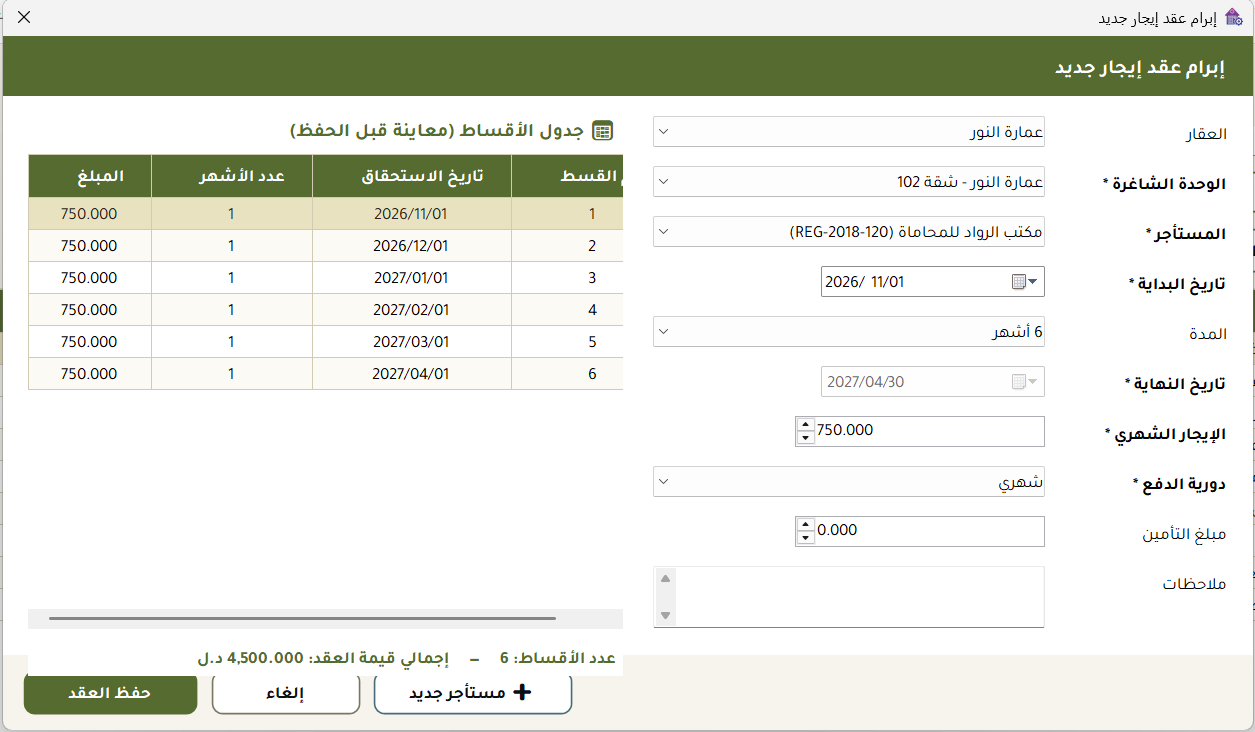 إبرام عقد إيجار جديد
إبرام عقد إيجار جديد
العقار
عمارة النور
الوحدة الشاغرة *
عمارة النور - شقة 102
المستأجر *
مكتب الرواد للمحاماة (REG-2018-120)
تاريخ البداية *
2026/ 11/01
المدة
6 أشهر
تاريخ النهاية *
2027/04/30
الإيجار الشهري *
750.000
دورية الدفع *
شهري
مبلغ التأمين
0.000
ملاحظات
جدول الأقساط (معاينة قبل الحفظ)
القسط تاريخ الاستحقاق عدد الأشهر المبلغ
1 2026/11/01 1 750.000
2 2026/12/01 1 750.000
3 2027/01/01 1 750.000
4 2027/02/01 1 750.000
5 2027/03/01 1 750.000
6 2027/04/01 1 750.000
عدد الأقساط: 6 – إجمالي قيمة العقد: 4,500.000 د.ل
مستأجر جديد
إلغاء
حفظ العقد